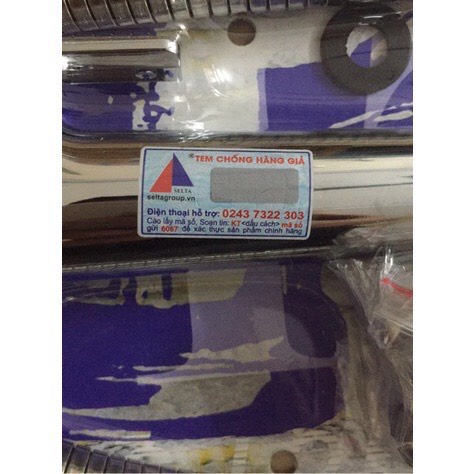 ®TEM CHỐNG HÀNG GIẢ
SELTA
seltagroup.vn
Điện thoại hỗ trợ: 0243 7322 303
Cào lấy mã số, Soạn tin: KT<dấu cách> mã số
gửi 6067 để xác thực sản phẩm chính hãng